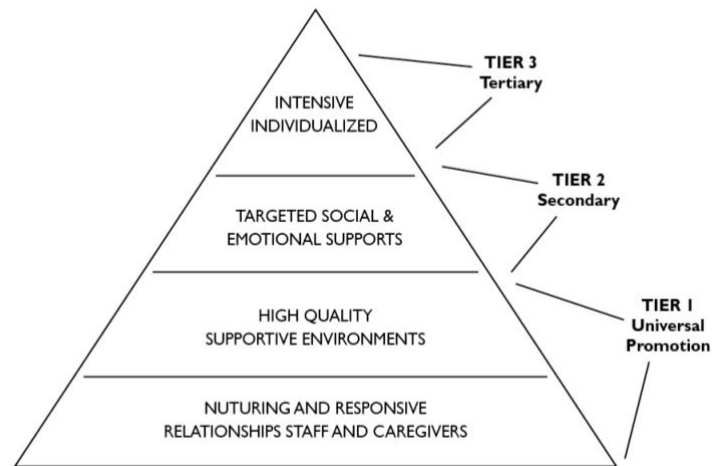 TIER 3
Tertiary
INTENSIVE
INDIVIDUALIZED
TIER 2
Secondary
TARGETED SOCIAL &
EMOTIONAL SUPPORTS
TIER 1
Universal
Promotion
HIGH QUALITY
SUPPORTIVE ENVIRONMENTS
NUTURING AND RESPONSIVE
RELATIONSHIPS STAFF AND CAREGIVERS